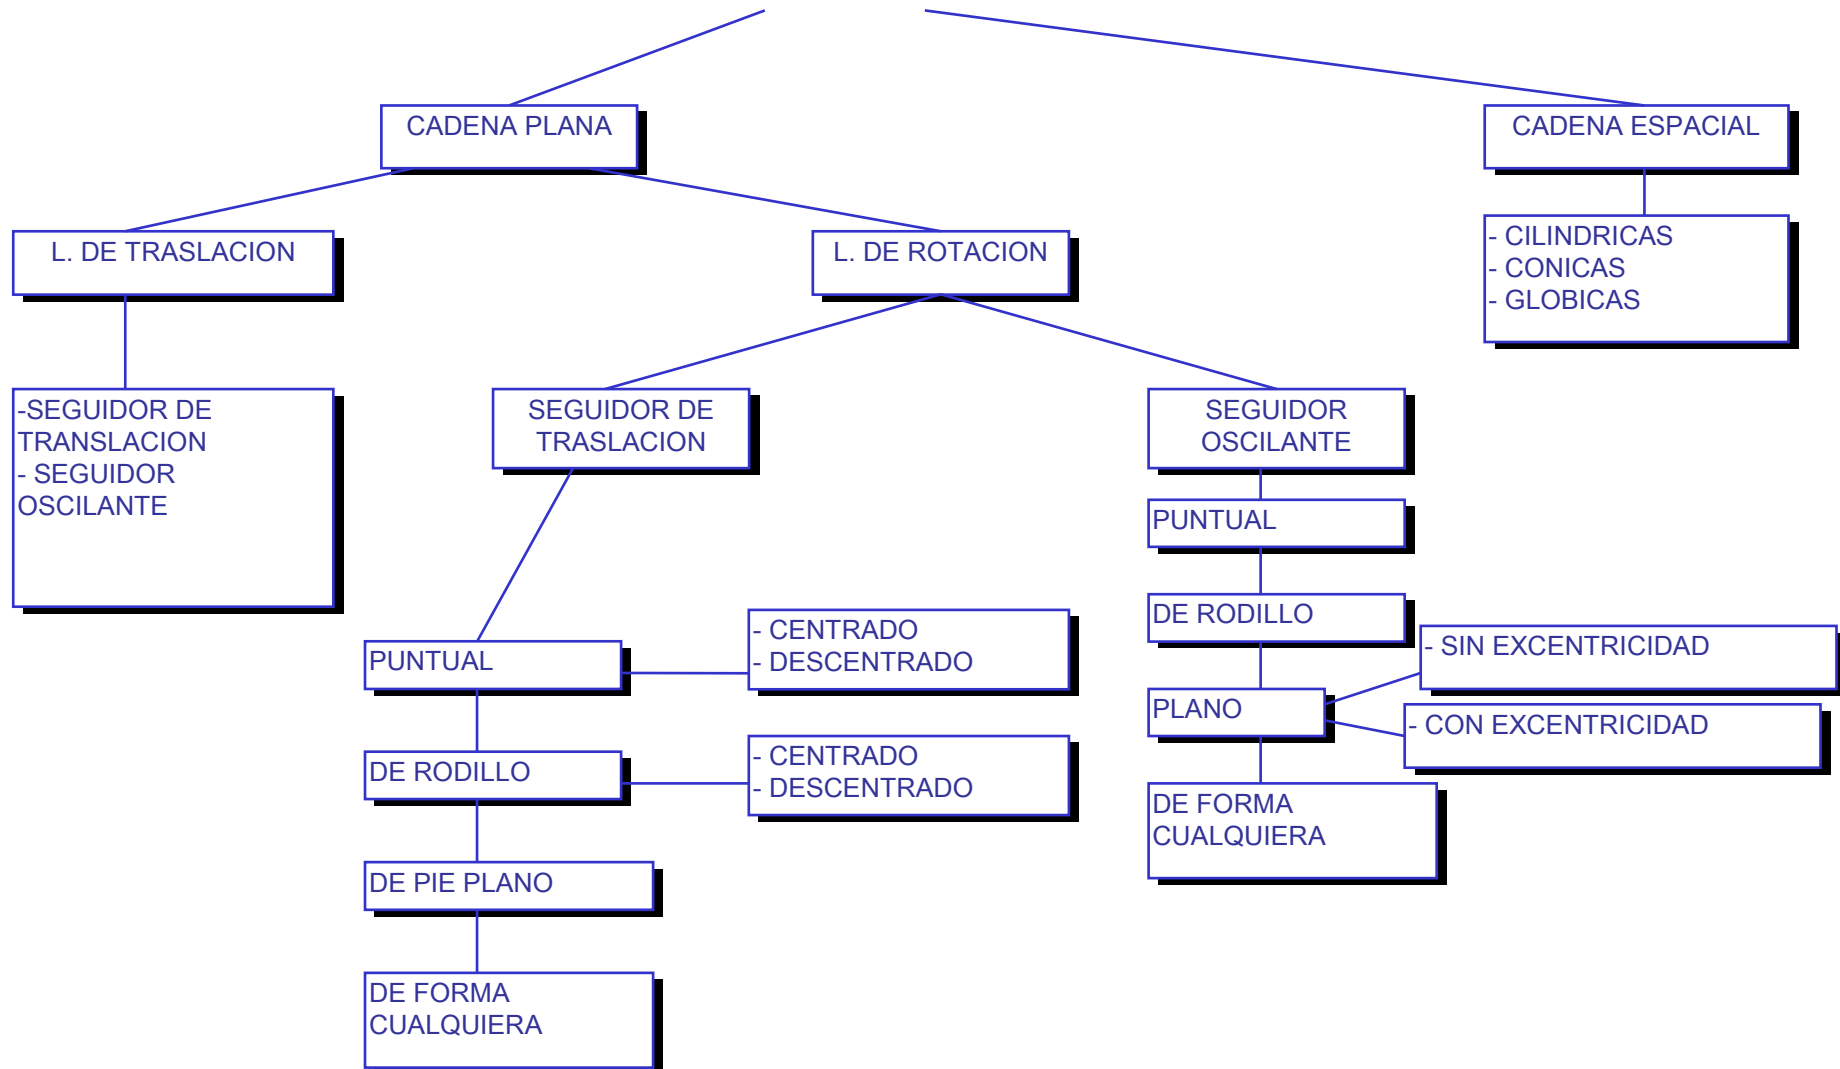 CADENA PLANA
CADENA ESPACIAL
L. DE TRASLACION
L. DE ROTACION
- CILINDRICAS
- CONICAS
- GLOBICAS
-SEGUIDOR DE
TRANSLACION
- SEGUIDOR
OSCILANTE
SEGUIDOR DE
TRASLACION
SEGUIDOR
OSCILANTE
PUNTUAL
- CENTRADO
- DESCENTRADO
DE RODILLO
- CENTRADO
- DESCENTRADO
DE PIE PLANO
DE FORMA
CUALQUIERA
PUNTUAL
DE RODILLO
PLANO
- SIN EXCENTRICIDAD
- CON EXCENTRICIDAD
DE FORMA
CUALQUIERA